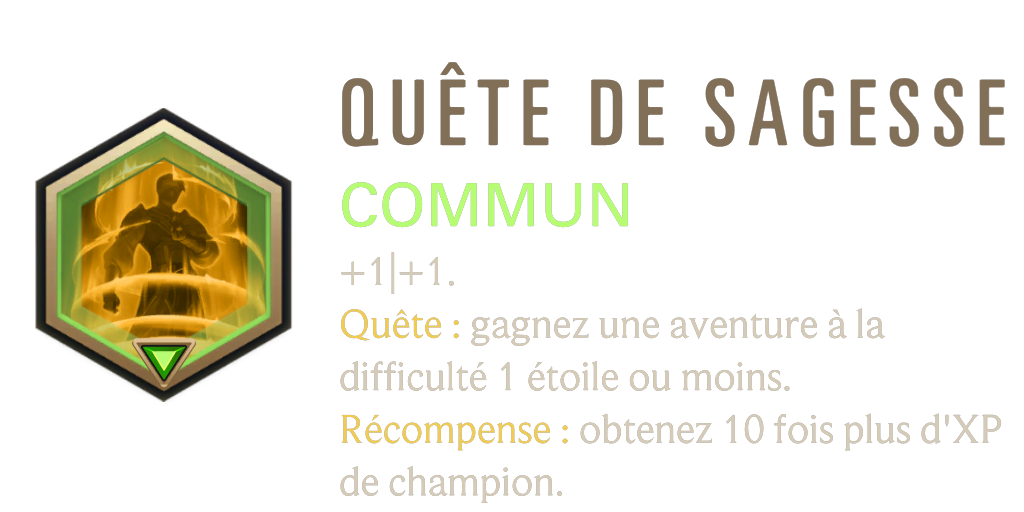 QUÊTE DE SAGESSE
COMMUN
+1|+1.
Quête : gagnez une aventure à la
difficulté 1 étoile ou moins.
Récompense : obtenez 10 fois plus d'XP
de champion.